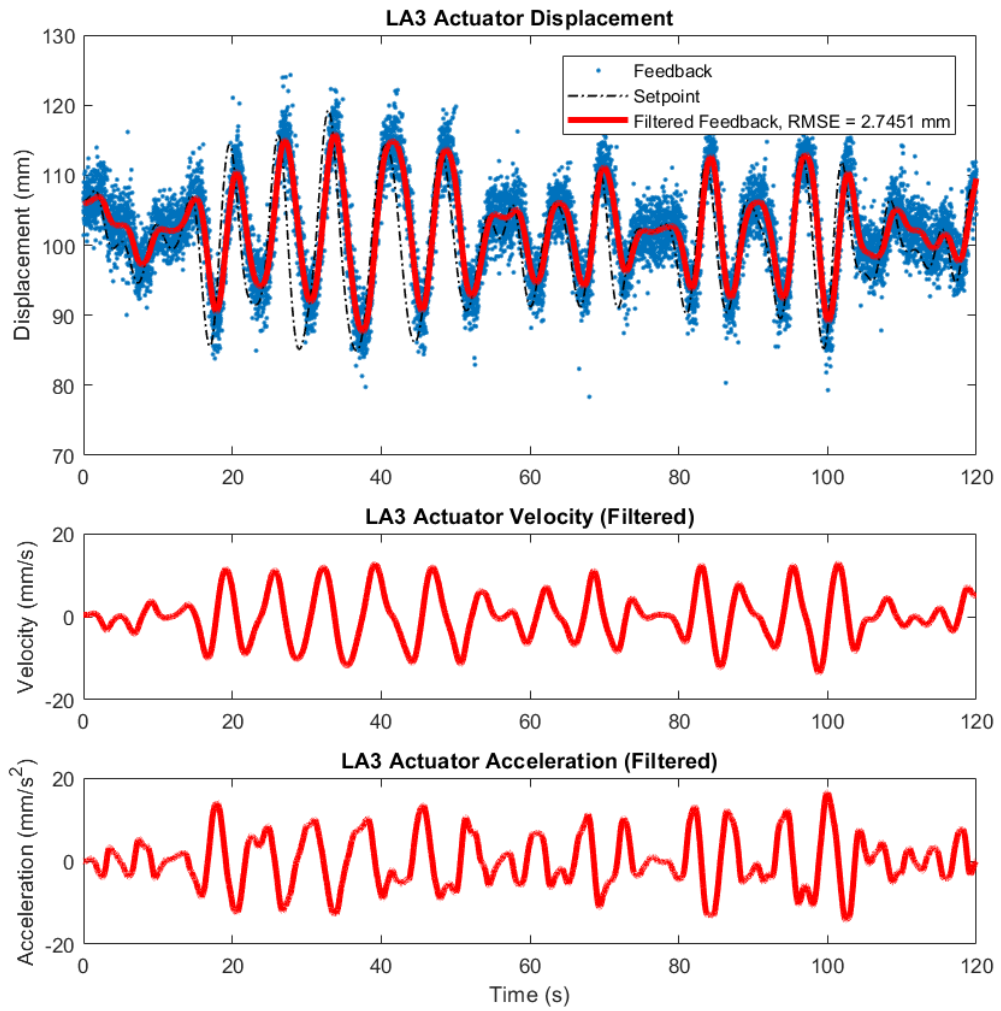 LA3 Actuator Displacement
130
120
110
100
90
80
70
Displacement (mm)
Feedback
Setpoint
Filtered Feedback, RMSE = 2.7451 mm
0 20 40 60 80 100 120
LA3 Actuator Velocity (Filtered)
20
0
-20
Velocity (mm/s)
0 20 40 60 80 100 120
LA3 Actuator Acceleration (Filtered)
20
0
-20
Acceleration (mm/s²)
0 20 40 60 80 100 120
Time (s)